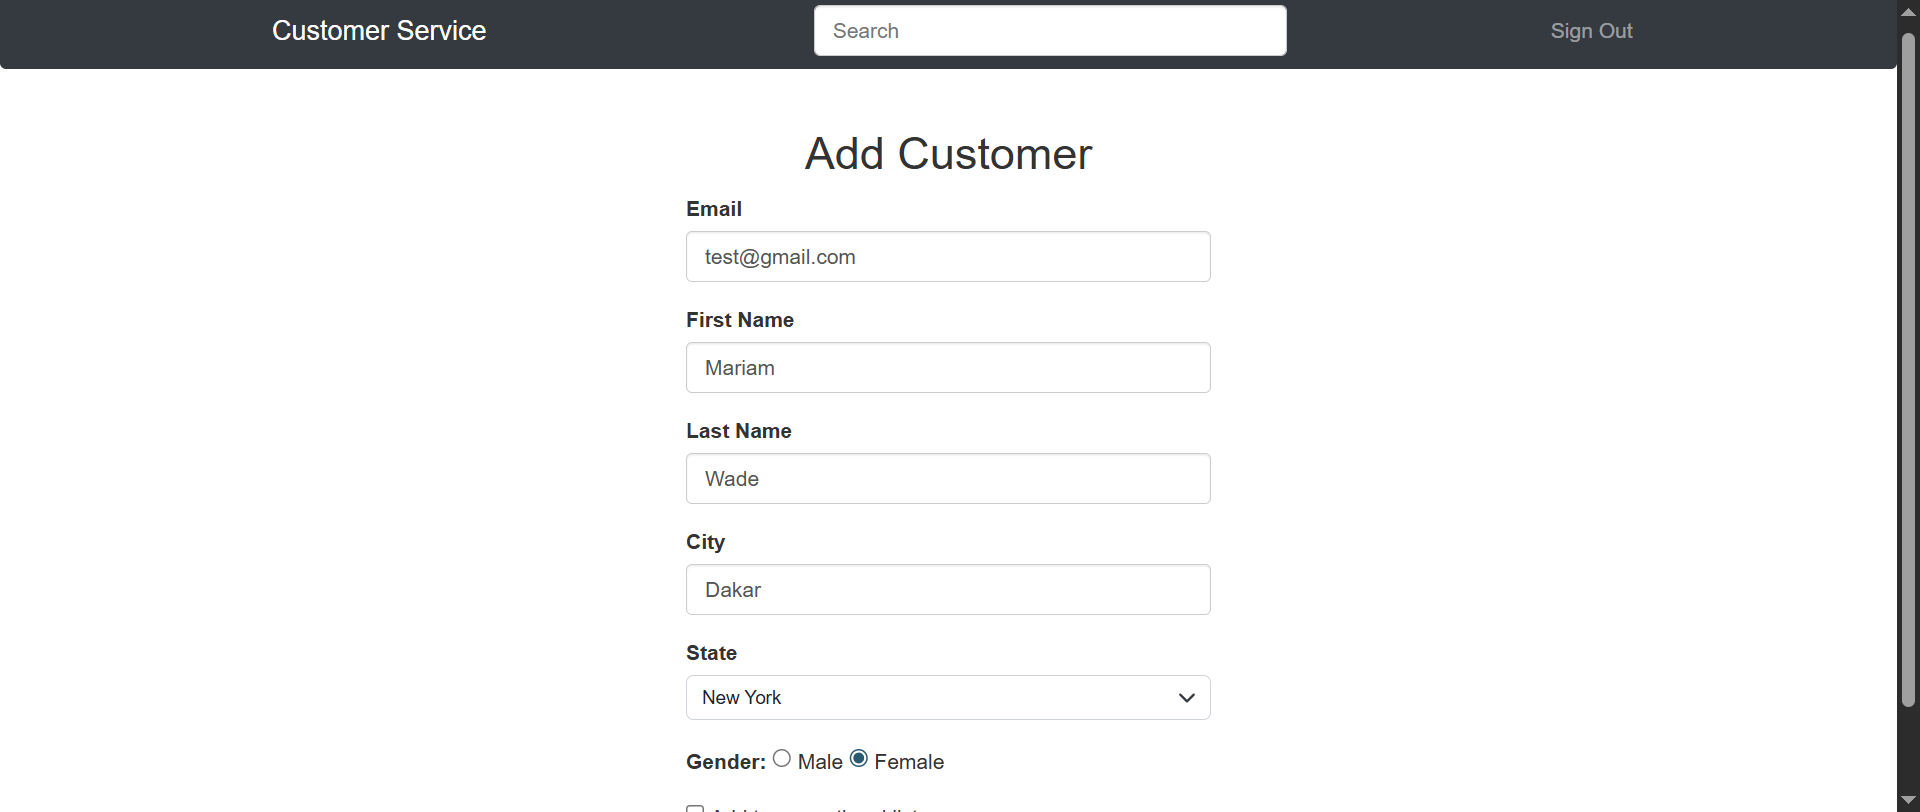 Customer Service Search Sign Out
Add Customer
Email
test@gmail.com
First Name
Mariam
Last Name
Wade
City
Dakar
State
New York
Gender: Male Female